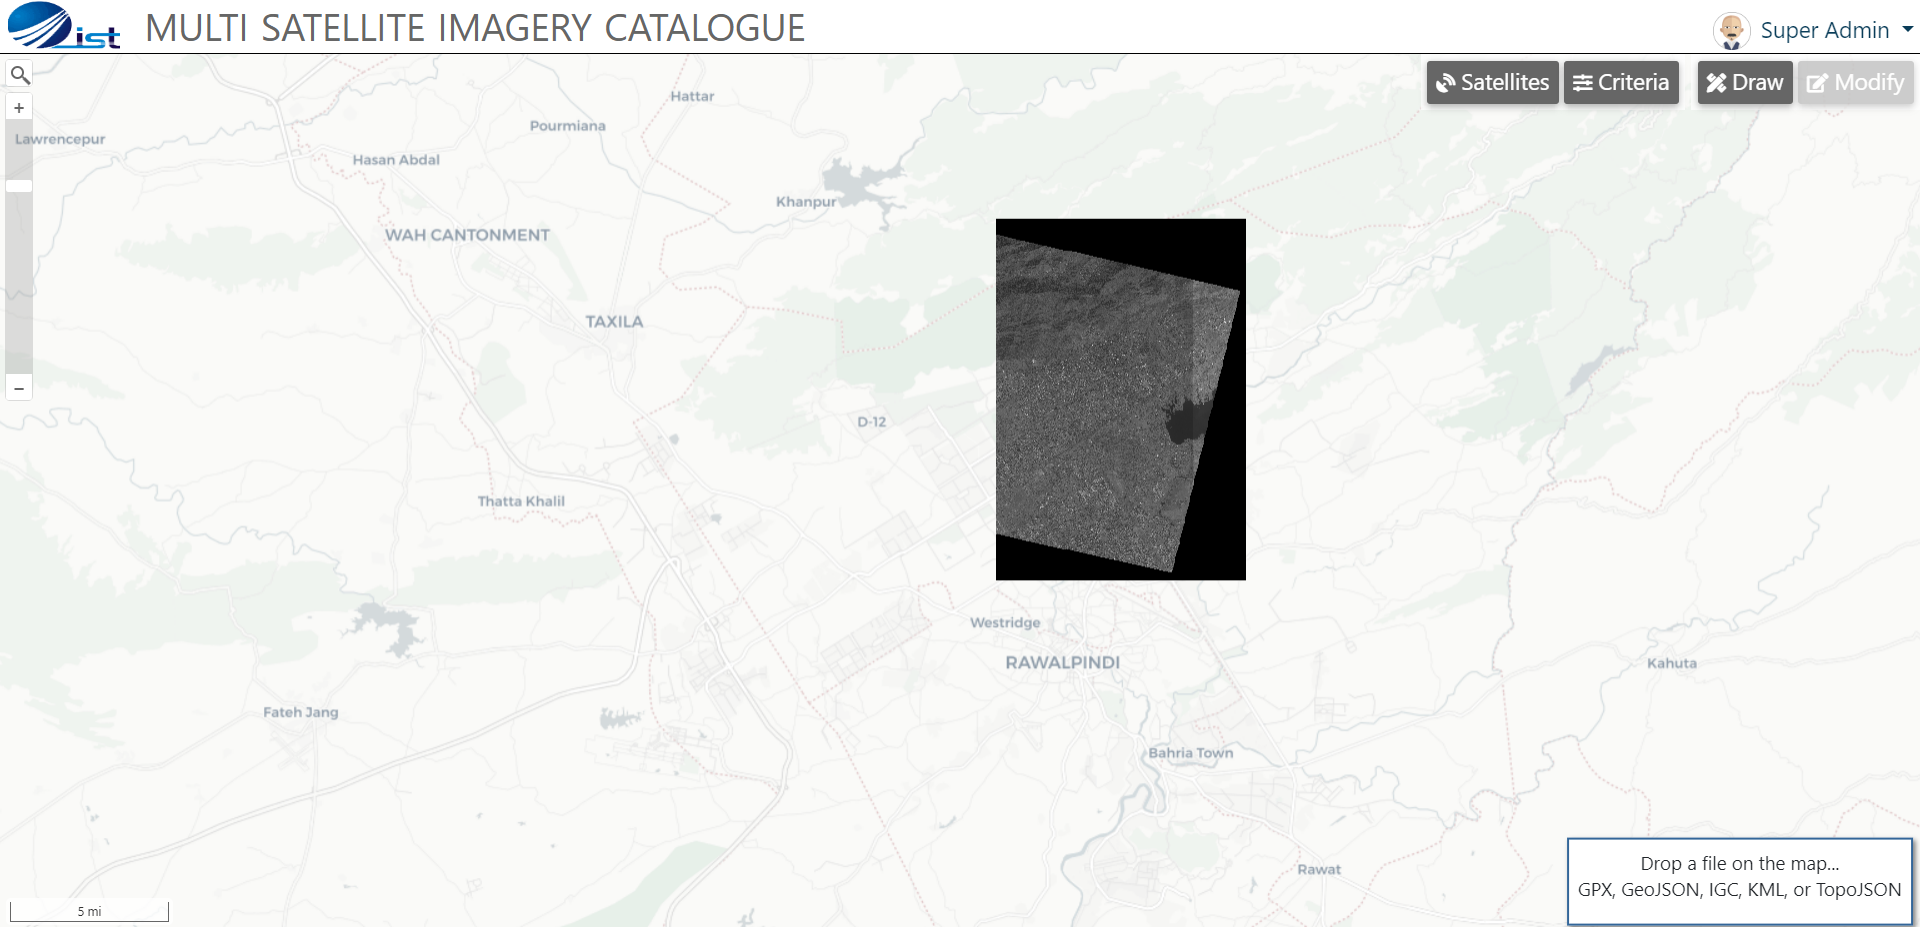 ist
MULTI SATELLITE IMAGERY CATALOGUE
Super Admin
Satellites
Criteria
Draw
Modify
+
−
Hattar
Lawrencepur
Pourmiana
Hasan Abdal
Khanpur
WAH CANTONMENT
TAXILA
D-12
Thatta Khalil
Westridge
RAWALPINDI
Kahuta
Fateh Jang
Bahria Town
Rawat
Drop a file on the map...
GPX, GeoJSON, IGC, KML, or TopoJSON
5 mi